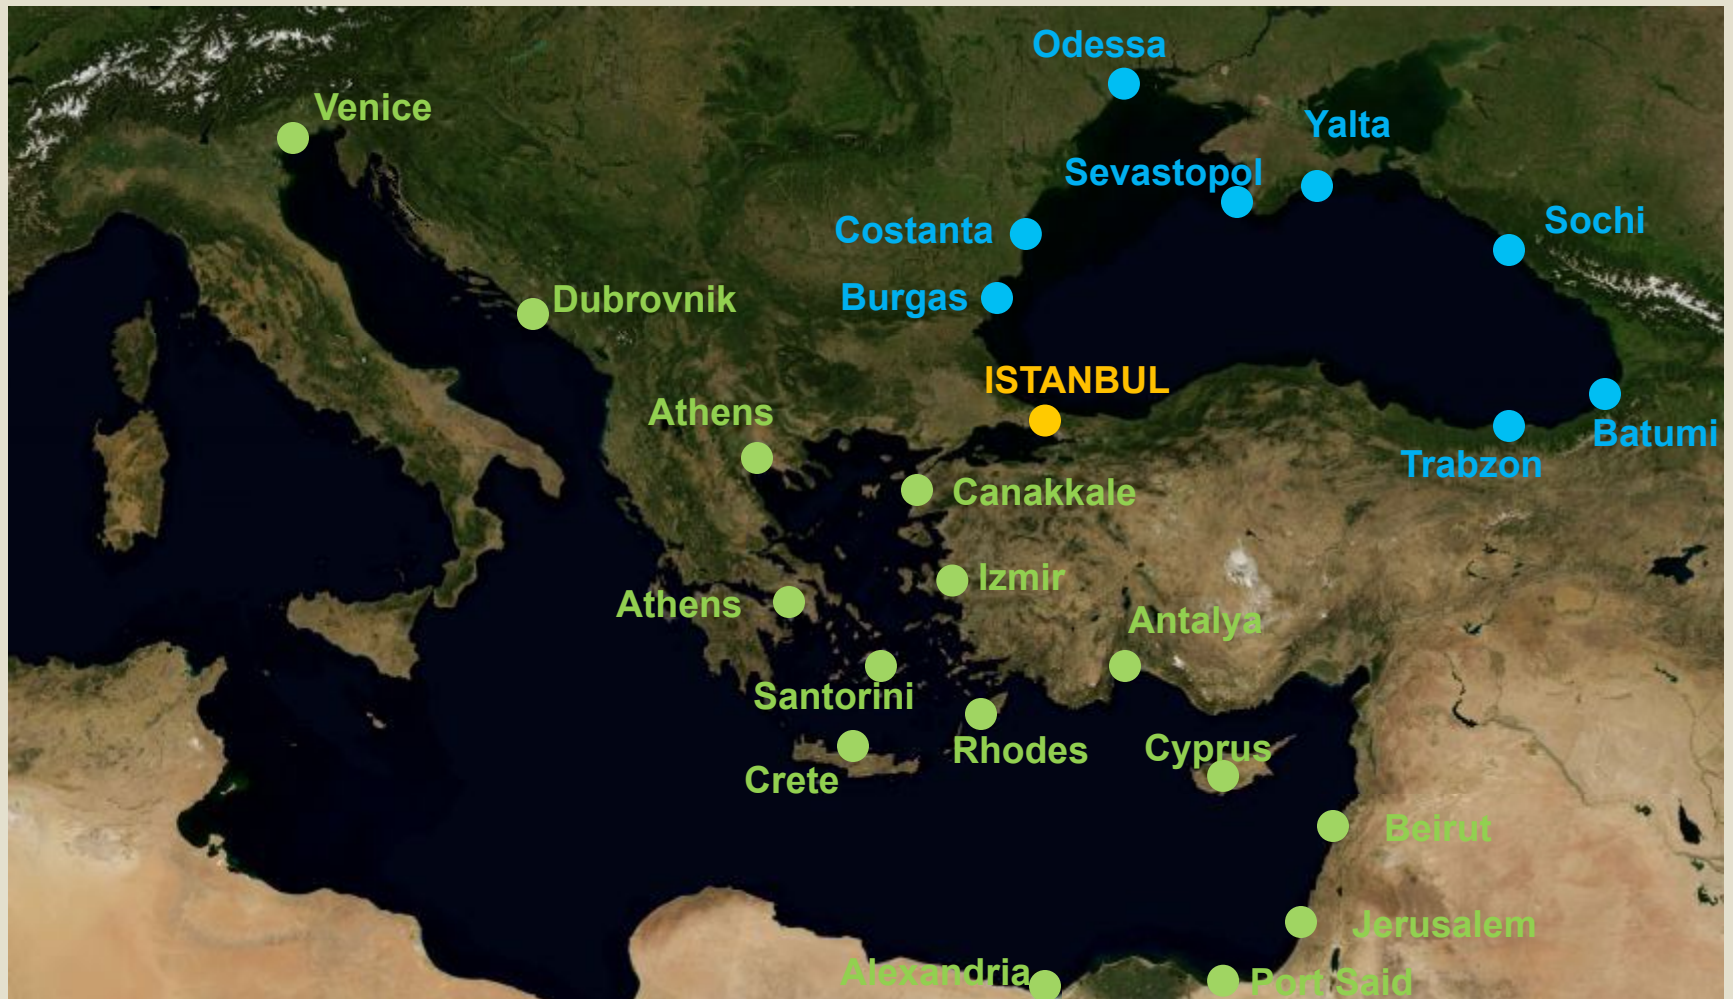 Odessa
Venice
Yalta
Sevastopol
Sochi
Costanta
Burgas
Dubrovnik
ISTANBUL
Athens
Batumi
Trabzon
Canakkale
Izmir
Athens
Antalya
Santorini
Rhodes
Cyprus
Crete
Beirut
Jerusalem
Alexandria
Port Said